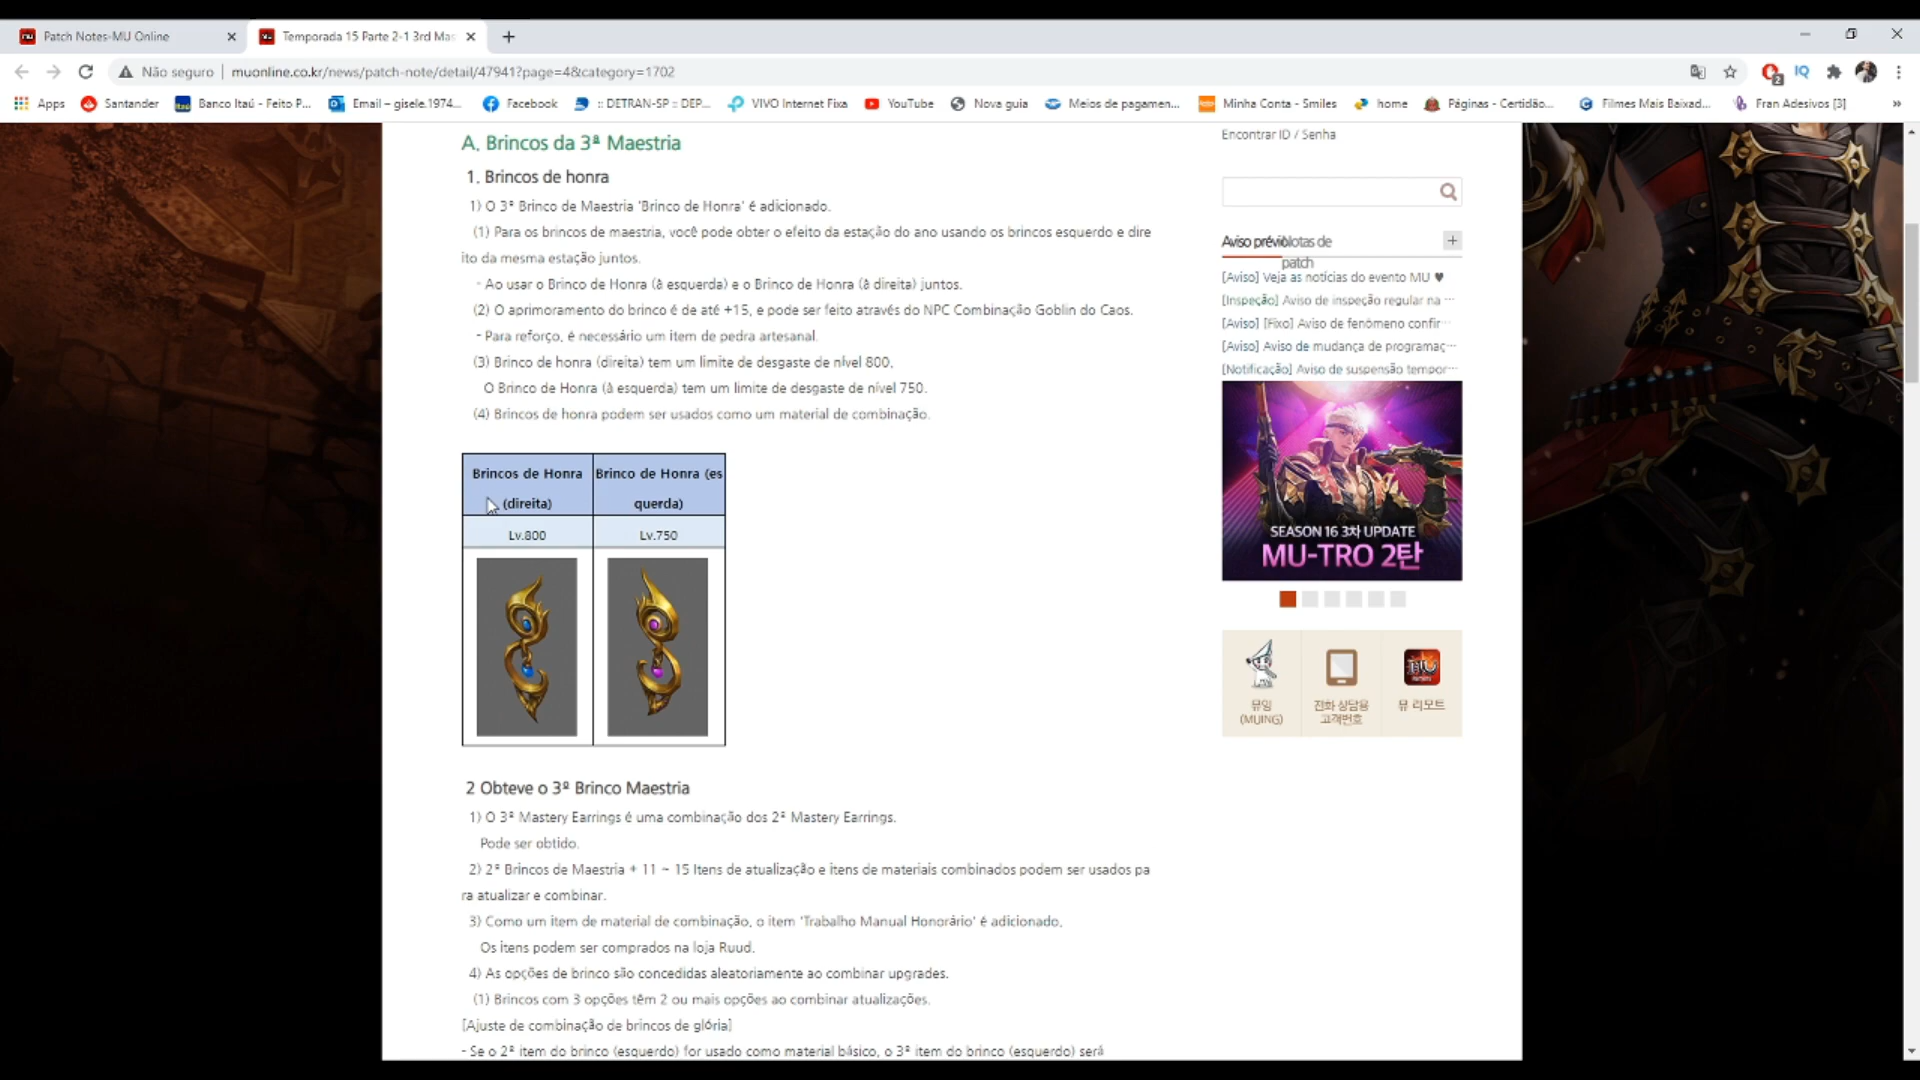 Patch Notes-MU Online
Temporada 15 Parte 2-1 3rd Mas
Não seguro | muonline.co.kr/news/patch-note/detail/47941?page=4&category=1702
2
IQ
Apps
Santander
Banco Itaú - Feito P...
Email – gisele.1974...
Facebook
:: DETRAN-SP :: DEP...
VIVO Internet Fixa
YouTube
Nova guia
Meios de pagamen...
Minha Conta - Smiles
home
Páginas - Certidão...
Filmes Mais Baixad...
Fran Adesivos [3]
»
A. Brincos da 3ª Maestria
1. Brincos de honra
1) O 3º Brinco de Maestria 'Brinco de Honra' é adicionado.
(1) Para os brincos de maestria, você pode obter o efeito da estação do ano usando os brincos esquerdo e dire
ito da mesma estação juntos.
- Ao usar o Brinco de Honra (à esquerda) e o Brinco de Honra (à direita) juntos.
(2) O aprimoramento do brinco é de até +15, e pode ser feito através do NPC Combinação Goblin do Caos.
- Para reforço, é necessário um item de pedra artesanal.
(3) Brinco de honra (direita) tem um limite de desgaste de nível 800,
O Brinco de Honra (à esquerda) tem um limite de desgaste de nível 750.
(4) Brincos de honra podem ser usados como um material de combinação.
Brincos de Honra
(direita)
Brinco de Honra (es
querda)
Lv.800
Lv.750
2 Obteve o 3º Brinco Maestria
1) O 3ª Mastery Earrings é uma combinação dos 2ª Mastery Earrings.
Pode ser obtido.
2) 2º Brincos de Maestria + 11 ~ 15 Itens de atualização e itens de materiais combinados podem ser usados pa
ra atualizar e combinar.
3) Como um item de material de combinação, o item 'Trabalho Manual Honorário' é adicionado,
Os itens podem ser comprados na loja Ruud.
4) As opções de brinco são concedidas aleatoriamente ao combinar upgrades.
(1) Brincos com 3 opções têm 2 ou mais opções ao combinar atualizações.
[Ajuste de combinação de brincos de glória]
- Se o 2º item do brinco (esquerdo) for usado como material básico, o 3º item do brinco (esquerdo) será
Encontrar ID / Senha
Aviso prévio
Notas de
patch
[Aviso] Veja as notícias do evento MU ♥
[Inspeção] Aviso de inspeção regular na ···
[Aviso] [Fixo] Aviso de fenômeno confir···
[Aviso] Aviso de mudança de programaç···
[Notificação] Aviso de suspensão tempor···
SEASON 16 3차 UPDATE
MU-TRO 2탄
뮤잉
(MUING)
전화 상담용
고객번호
MU
뮤 리모트